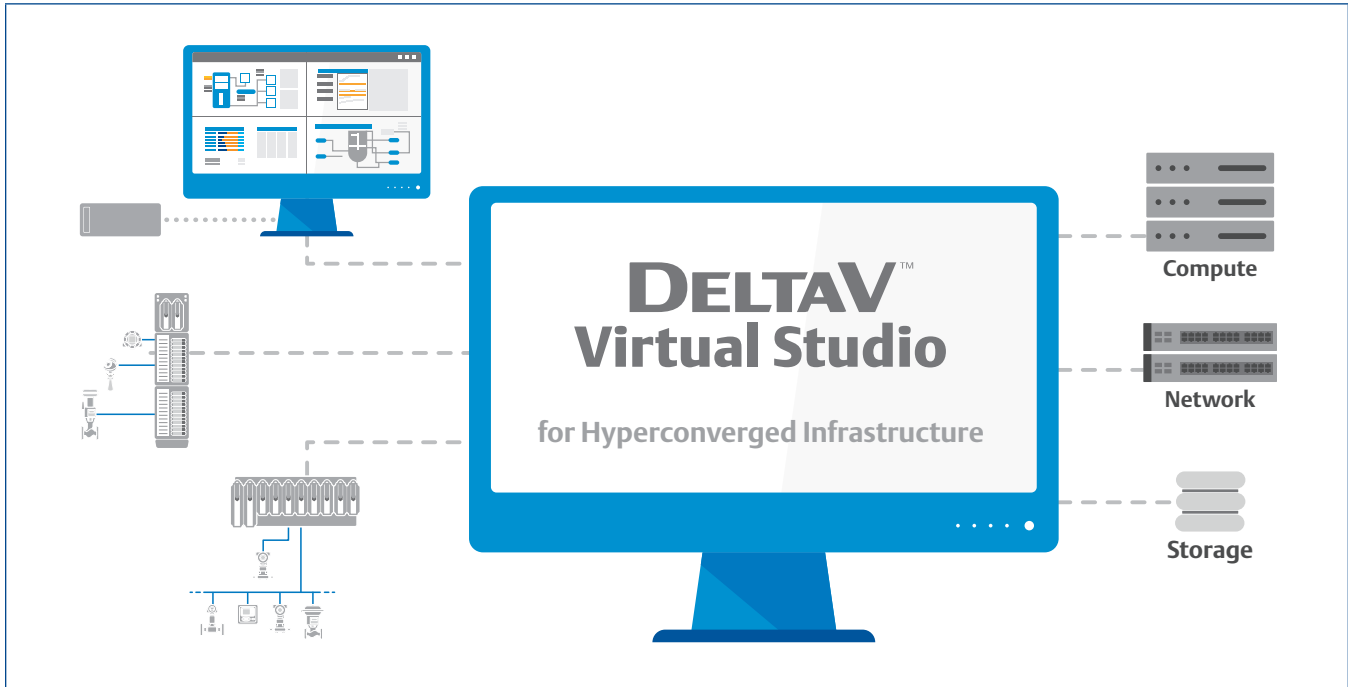 DELTAV™
Virtual Studio
for Hyperconverged Infrastructure
Compute
Network
Storage